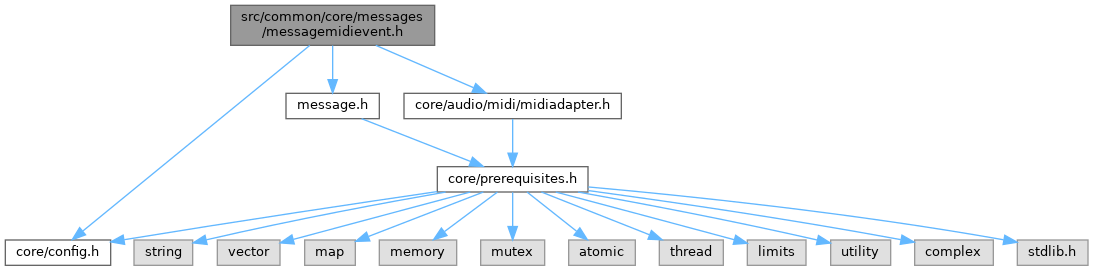 src/common/core/messages
/messagemidievent.h
message.h
core/audio/midi/midiadapter.h
core/prerequisites.h
core/config.h
string
vector
map
memory
mutex
atomic
thread
limits
utility
complex
stdlib.h